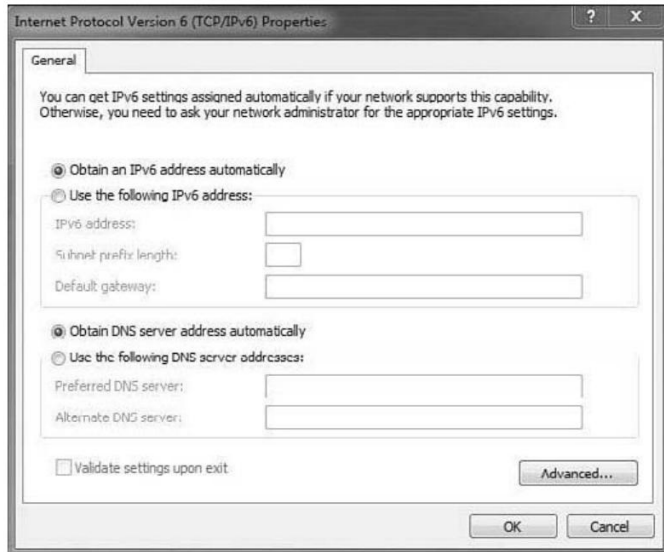 Internet Protocol Version 6 (TCP/IPv6) Properties
? X
General
You can get IPv6 settings assigned automatically if your network supports this capability.
Otherwise, you need to ask your network administrator for the appropriate IPv6 settings.
Obtain an IPv6 address automatically
Use the following IPv6 address:
IPv6 address:
Subnet prefix length:
Default gateway:
Obtain DNS server address automatically
Use the following DNS server addresses:
Preferred DNS server:
Alternate DNS server:
Validate settings upon exit
Advanced...
OK Cancel